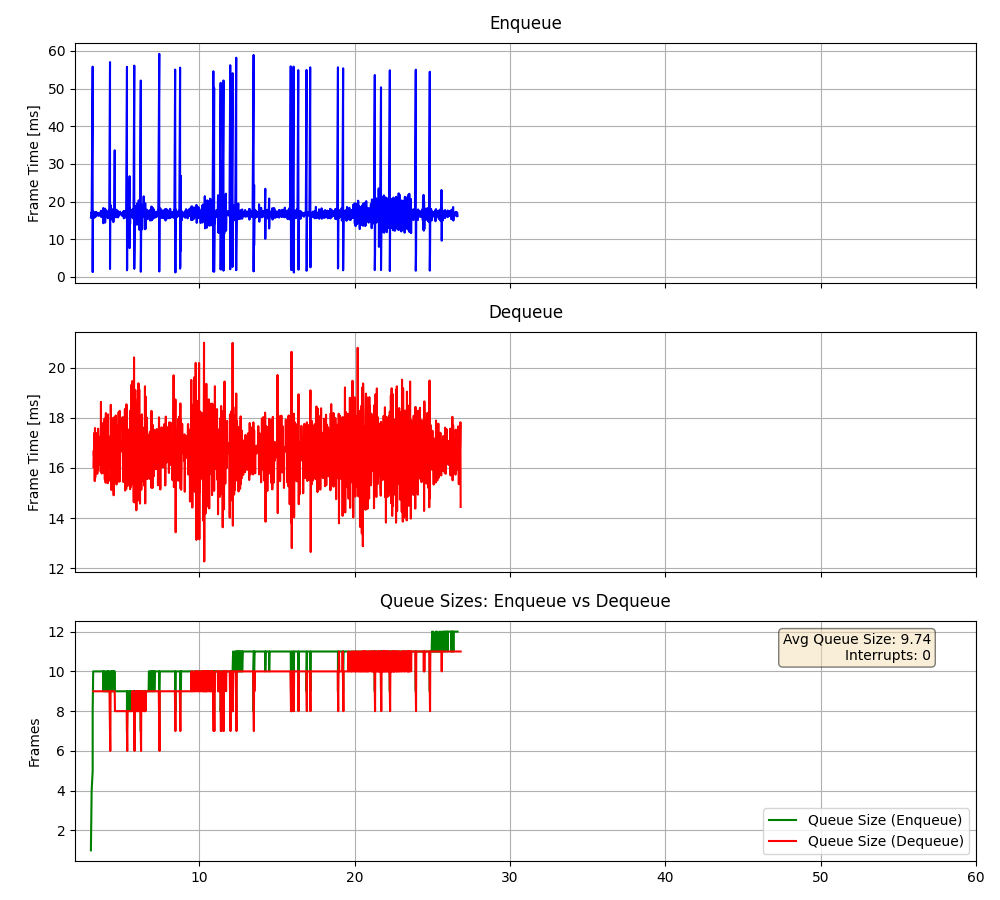 Enqueue
Frame Time [ms]
60
50
40
30
20
10
0
Dequeue
Frame Time [ms]
20
18
16
14
12
Queue Sizes: Enqueue vs Dequeue
Frames
12
10
8
6
4
2
Avg Queue Size: 9.74
Interrupts: 0
Queue Size (Enqueue)
Queue Size (Dequeue)
10 20 30 40 50 60